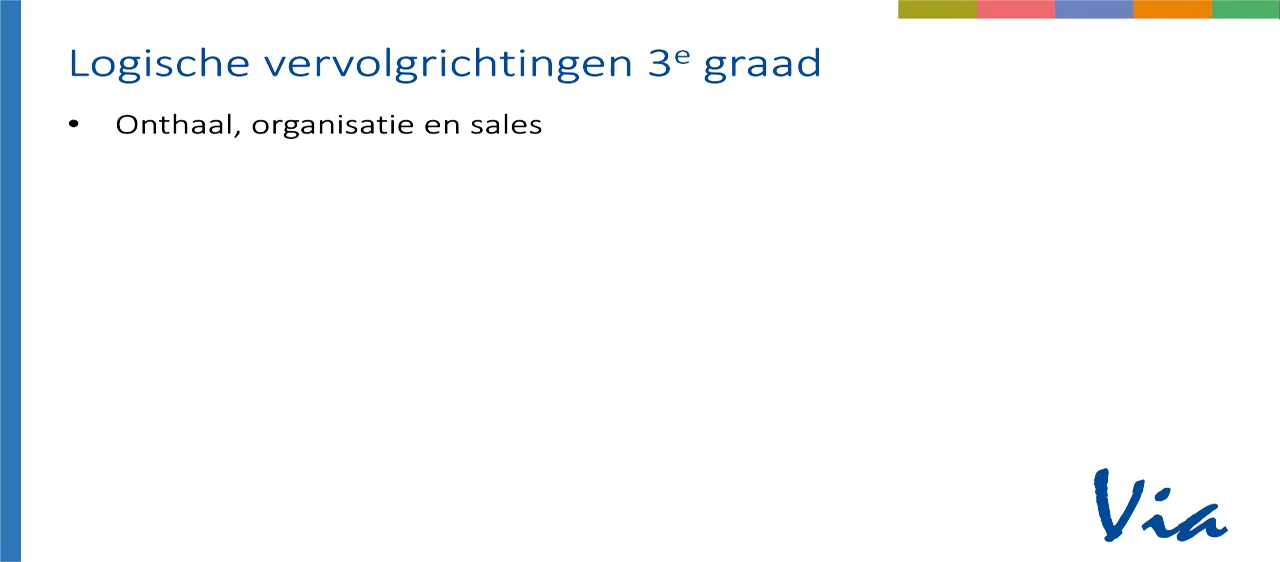 Logische vervolgrichtingen 3e graad
• Onthaal, organisatie en sales
Via